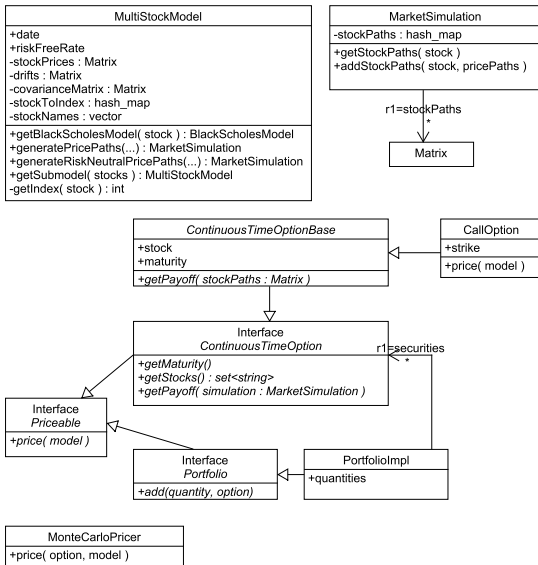 MultiStockModel
+date
+riskFreeRate
-stockPrices : Matrix
-drifts : Matrix
-covarianceMatrix : Matrix
-stockToIndex : hash_map
-stockNames : vector
+getBlackScholesModel( stock ) : BlackScholesModel
+generatePricePaths(...) : MarketSimulation
+generateRiskNeutralPricePaths(...) : MarketSimulation
+getSubmodel( stocks ) : MultiStockModel
-getIndex( stock ) : int
MarketSimulation
-stockPaths : hash_map
+getStockPaths( stock )
+addStockPaths( stock, pricePaths )
r1=stockPaths
*
Matrix
ContinuousTimeOptionBase
+stock
+maturity
+getPayoff( stockPaths : Matrix )
CallOption
+strike
+price( model )
Interface
ContinuousTimeOption
+getMaturity()
+getStocks() : set<string>
+getPayoff( simulation : MarketSimulation )
r1=securities
*
Interface
Priceable
+price( model )
Interface
Portfolio
+add(quantity, option)
PortfolioImpl
+quantities
MonteCarloPricer
+price( option, model )